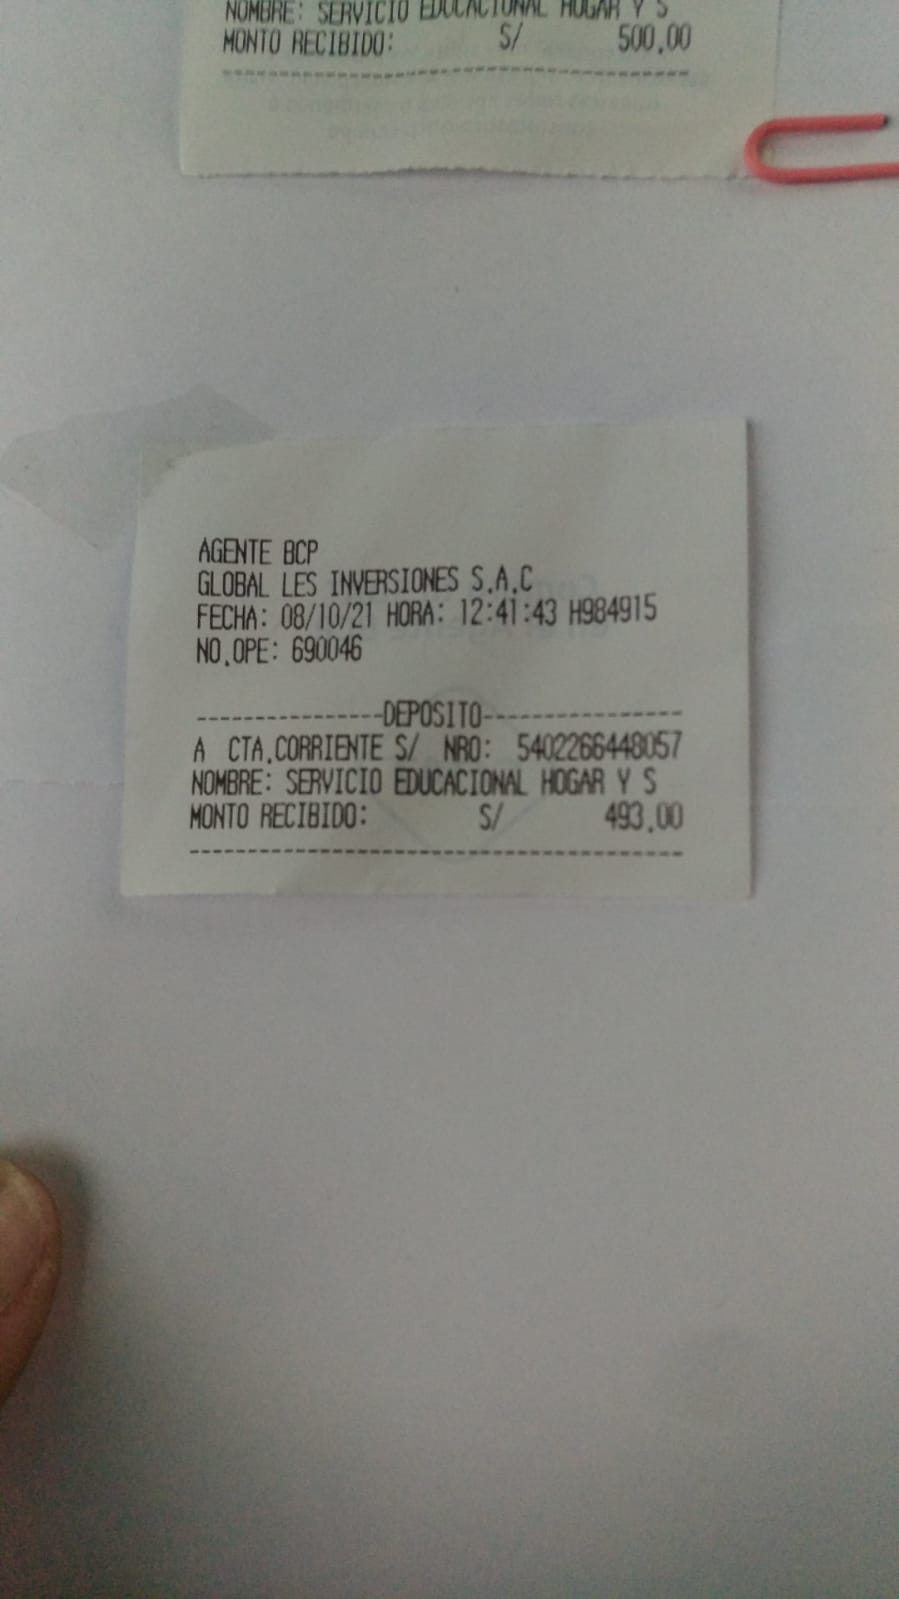 NOMBRE: SERVICIO EDUCACIONAL HOGAR Y S
MONTO RECIBIDO: S/ 500.00
AGENTE BCP
GLOBAL LES INVERSIONES S.A.C
FECHA: 08/10/21 HORA: 12:41:43 H984915
NO.OPE: 690046
----------------DEPOSITO-----------------
A CTA.CORRIENTE S/ NRO: 5402266448057
NOMBRE: SERVICIO EDUCACIONAL HOGAR Y S
MONTO RECIBIDO: S/ 493.00